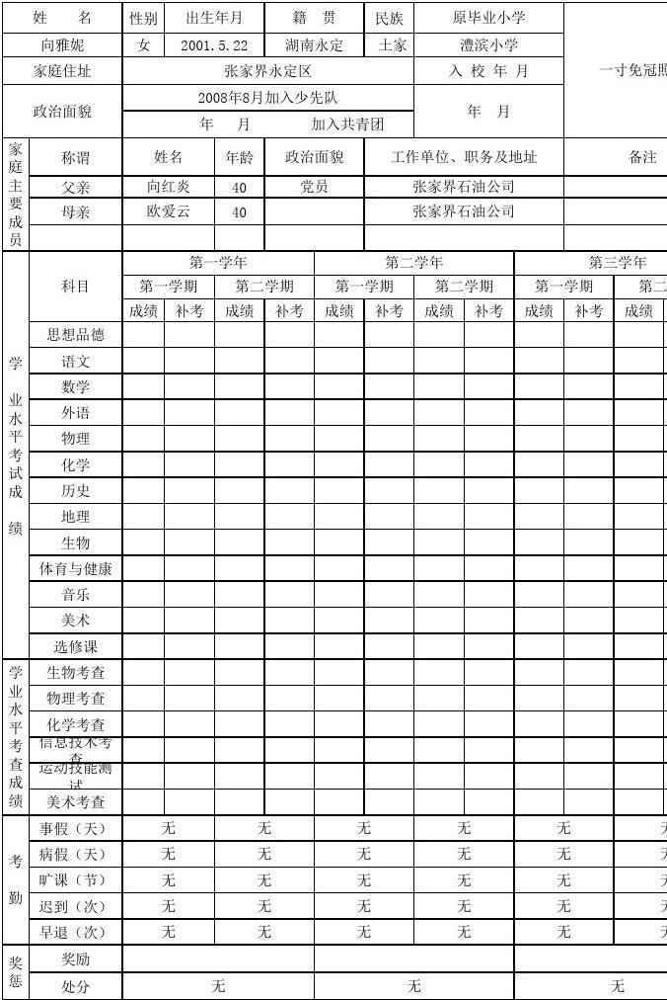 姓 名 性别 出生年月 籍 贯 民族 原毕业小学
向雅妮 女 2001.5.22 湖南永定 土家 澧滨小学
一寸免冠照
家庭住址 张家界永定区 入 校 年 月
政治面貌 2008年8月加入少先队 年 月
年 月 加入共青团
家庭主要成员
称谓 姓名 年龄 政治面貌 工作单位、职务及地址 备注
父亲 向红炎 40 党员 张家界石油公司
母亲 欧爱云 40 张家界石油公司
学业水平考试成绩
科目 第一学年 第二学年 第三学年
第一学期 第二学期 第一学期 第二学期 第一学期 第二
成绩 补考 成绩 补考 成绩 补考 成绩 补考 成绩 补考 成绩
思想品德
语文
数学
外语
物理
化学
历史
地理
生物
体育与健康
音乐
美术
选修课
学业水平考查成绩
生物考查
物理考查
化学考查
信息技术考查
运动技能测试
美术考查
考勤
事假（天） 无 无 无 无 无
病假（天） 无 无 无 无 无
旷课（节） 无 无 无 无 无
迟到（次） 无 无 无 无 无
早退（次） 无 无 无 无 无
奖惩
奖励
处分 无 无 无